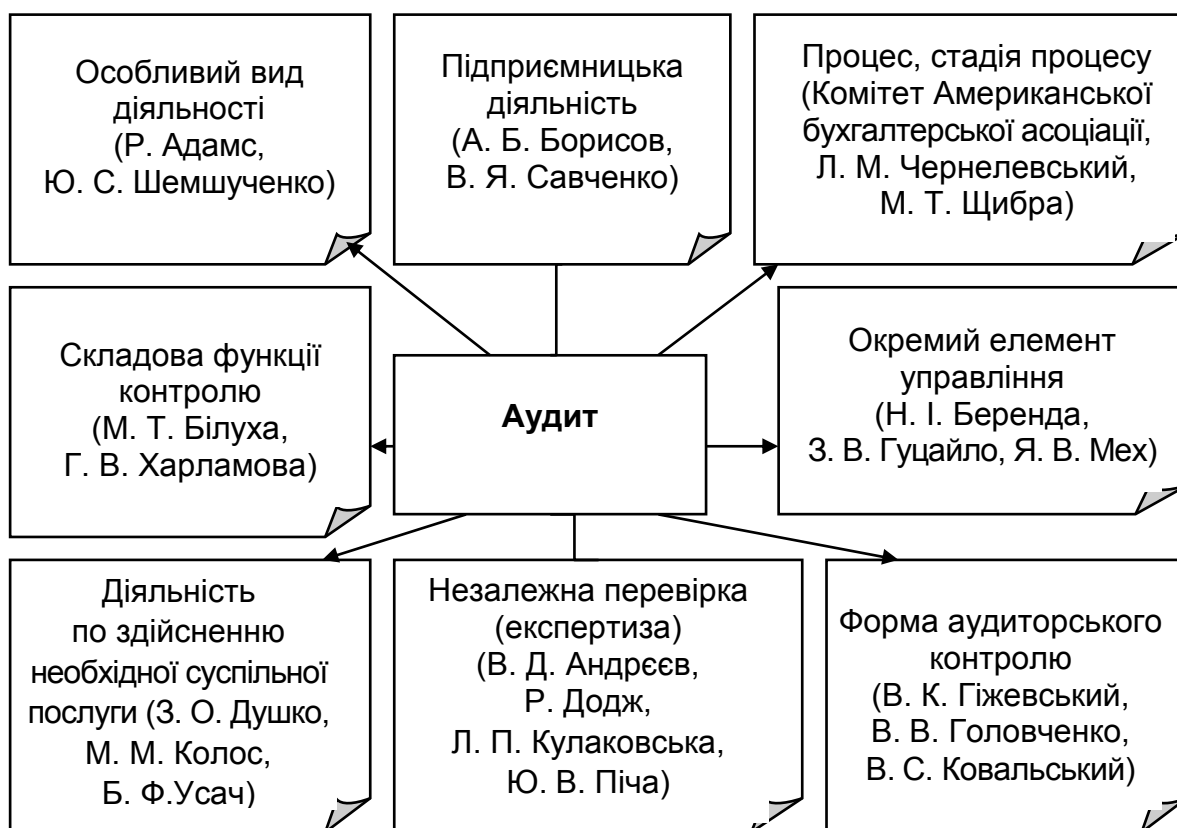 Особливий вид
діяльності
(Р. Адамс,
Ю. С. Шемшученко)
Підприємницька
діяльність
(А. Б. Борисов,
В. Я. Савченко)
Процес, стадія процесу
(Комітет Американської
бухгалтерської асоціації,
Л. М. Чернелевський,
М. Т. Щибра)
Складова функції
контролю
(М. Т. Білуха,
Г. В. Харламова)
Аудит
Окремий елемент
управління
(Н. І. Беренда,
З. В. Гуцайло, Я. В. Мех)
Діяльність
по здійсненню
необхідної суспільної
послуги (З. О. Душко,
М. М. Колос,
Б. Ф.Усач)
Незалежна перевірка
(експертиза)
(В. Д. Андрєєв,
Р. Додж,
Л. П. Кулаковська,
Ю. В. Піча)
Форма аудиторського
контролю
(В. К. Гіжевський,
В. В. Головченко,
В. С. Ковальський)